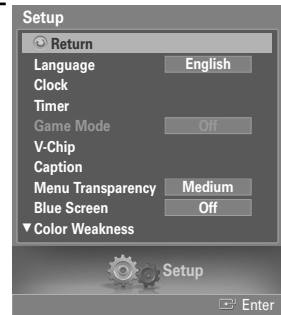 Setup
Return
Language English
Clock
Timer
Game Mode Off
V-Chip
Caption
Menu Transparency Medium
Blue Screen Off
▼Color Weakness
Setup
Enter